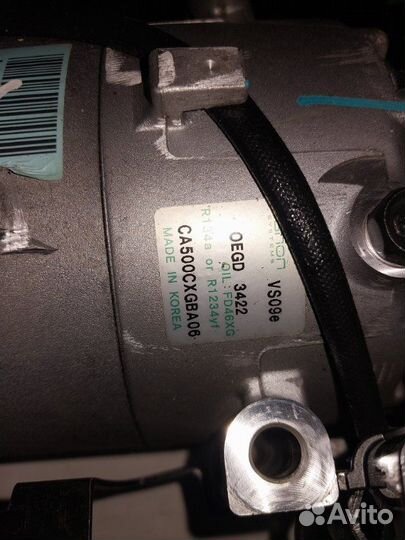 VS09e
OEGD 3422
OIL:FD46XG
R134a or R1234yf
CA500CXGBA06
MADE IN KOREA
Avito